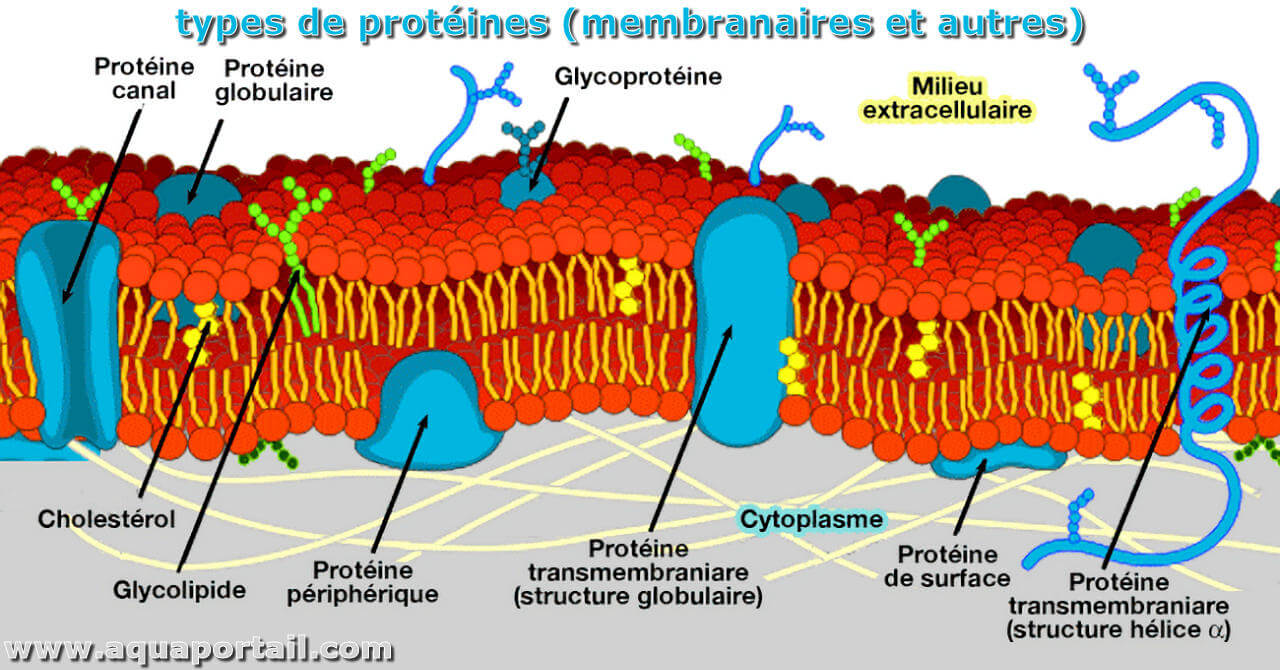 types de protéines (membranaires et autres)
Protéine
canal
Protéine
globulaire
Glycoprotéine
Milieu
extracellulaire
Cholestérol
Glycolipide
Protéine
périphérique
Protéine
transmembraniare
(structure globulaire)
Cytoplasme
Protéine
de surface
Protéine
transmembraniare
(structure hélice α)
www.aquaportail.com